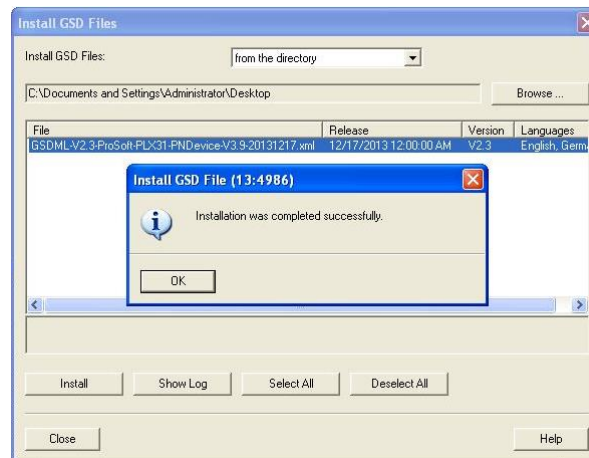 Install GSD Files
Install GSD Files:
from the directory
C:\Documents and Settings\Administrator\Desktop
Browse ...
File Release Version Languages
GSDML-V2.3-ProSoft-PLX31-PNDevice-V3.9-20131217.xml 12/17/2013 12:00:00 AM V2.3 English, Germ
Install GSD File (13:4986)
Installation was completed successfully.
OK
Install Show Log Select All Deselect All
Close Help